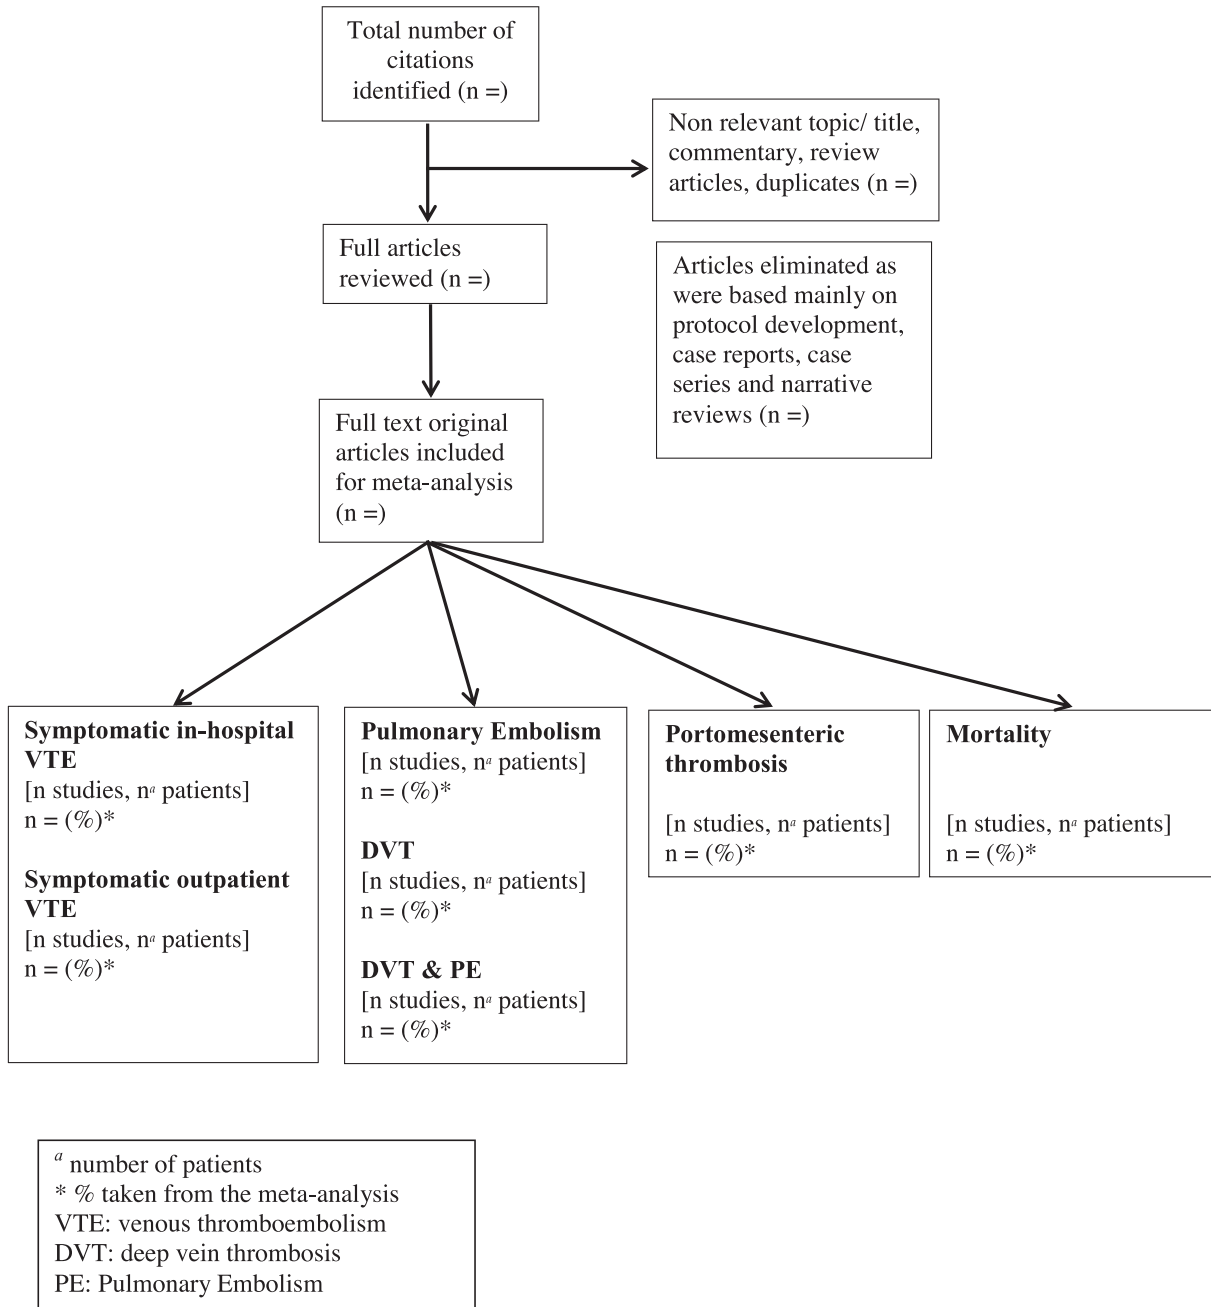 Total number of
citations
identified (n =)
Non relevant topic/ title,
commentary, review
articles, duplicates (n =)
Full articles
reviewed (n =)
Articles eliminated as
were based mainly on
protocol development,
case reports, case
series and narrative
reviews (n =)
Full text original
articles included
for meta-analysis
(n =)
Symptomatic in-hospital
VTE
[n studies, nᵃ patients]
n = (%)*
Symptomatic outpatient
VTE
[n studies, nᵃ patients]
n = (%)*
Pulmonary Embolism
[n studies, nᵃ patients]
n = (%)*
DVT
[n studies, nᵃ patients]
n = (%)*
DVT & PE
[n studies, nᵃ patients]
n = (%)*
Portomesenteric
thrombosis
[n studies, nᵃ patients]
n = (%)*
Mortality
[n studies, nᵃ patients]
n = (%)*
ᵃ number of patients
* % taken from the meta-analysis
VTE: venous thromboembolism
DVT: deep vein thrombosis
PE: Pulmonary Embolism